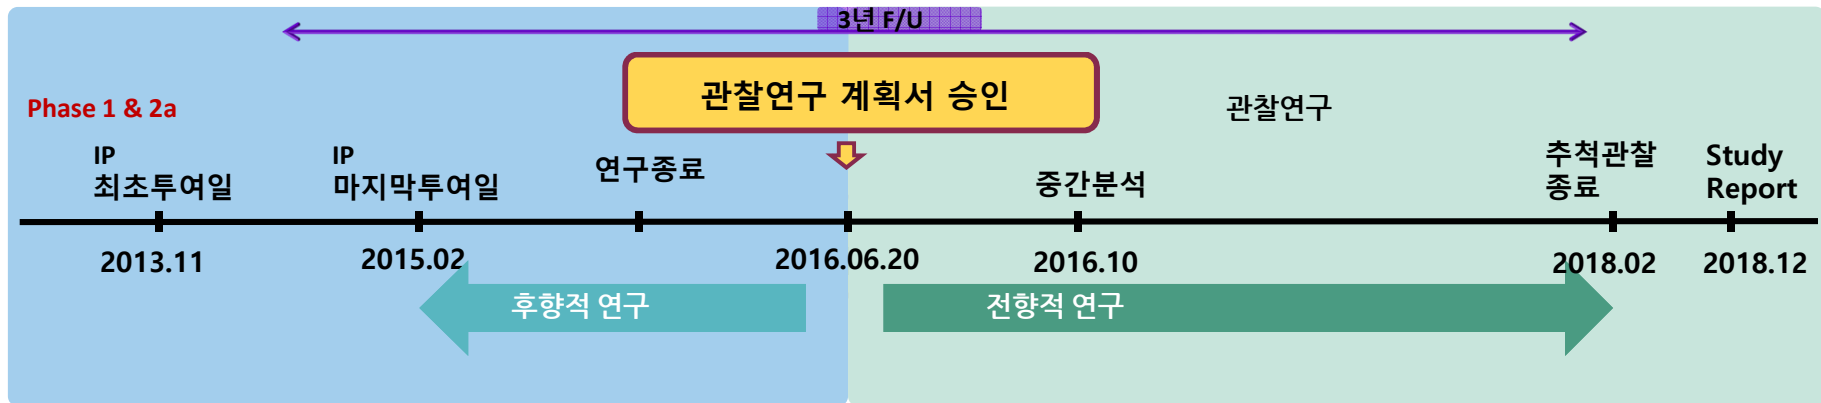 3년 F/U
관찰연구 계획서 승인
Phase 1 & 2a
관찰연구
IP
최초투여일
IP
마지막투여일
연구종료
중간분석
추척관찰
종료
Study
Report
2013.11
2015.02
2016.06.20
2016.10
2018.02
2018.12
후향적 연구
전향적 연구